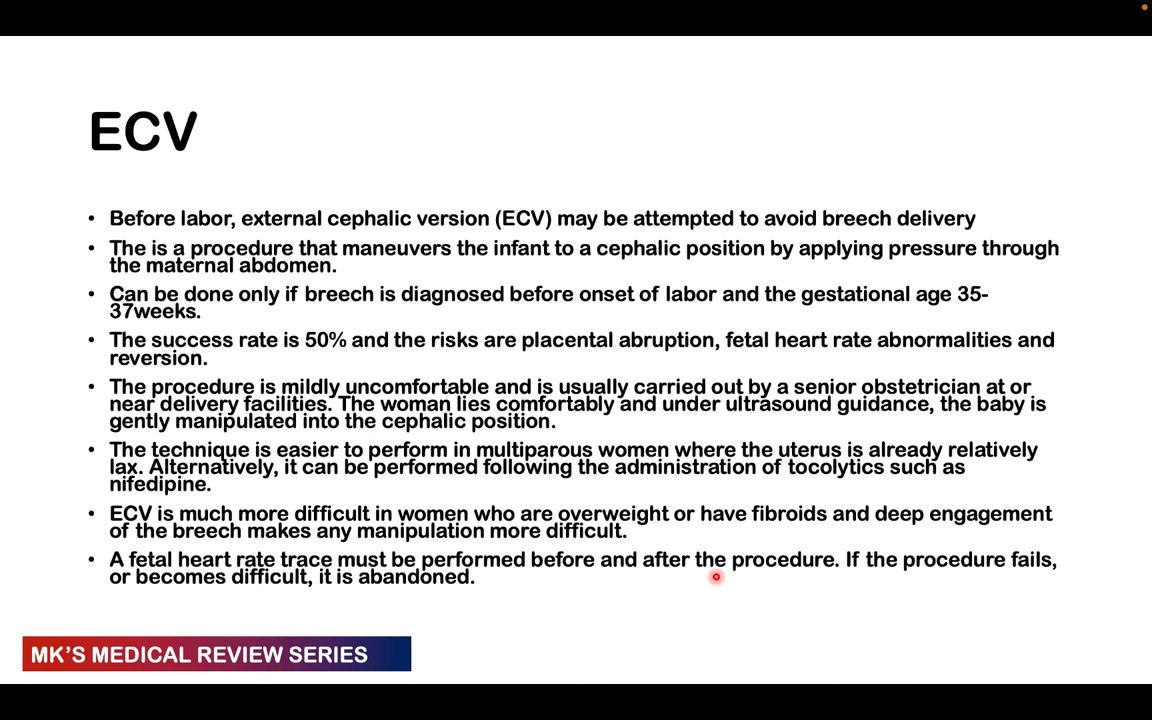 ECV
• Before labor, external cephalic version (ECV) may be attempted to avoid breech delivery
• The is a procedure that maneuvers the infant to a cephalic position by applying pressure through
the maternal abdomen.
• Can be done only if breech is diagnosed before onset of labor and the gestational age 35-
37weeks.
• The success rate is 50% and the risks are placental abruption, fetal heart rate abnormalities and
reversion.
• The procedure is mildly uncomfortable and is usually carried out by a senior obstetrician at or
near delivery facilities. The woman lies comfortably and under ultrasound guidance, the baby is
gently manipulated into the cephalic position.
• The technique is easier to perform in multiparous women where the uterus is already relatively
lax. Alternatively, it can be performed following the administration of tocolytics such as
nifedipine.
• ECV is much more difficult in women who are overweight or have fibroids and deep engagement
of the breech makes any manipulation more difficult.
• A fetal heart rate trace must be performed before and after the procedure. If the procedure fails,
or becomes difficult, it is abandoned.
MK'S MEDICAL REVIEW SERIES